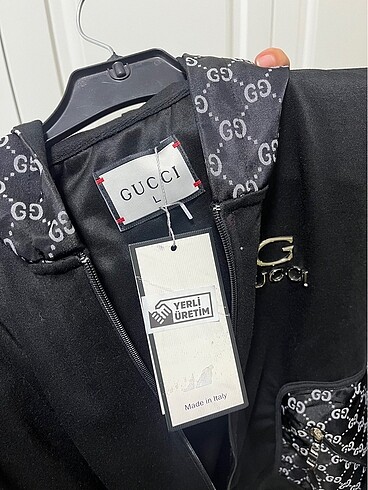 GUCCI
L
G
GUCCI
YERLİ
ÜRETİM
Made in Italy